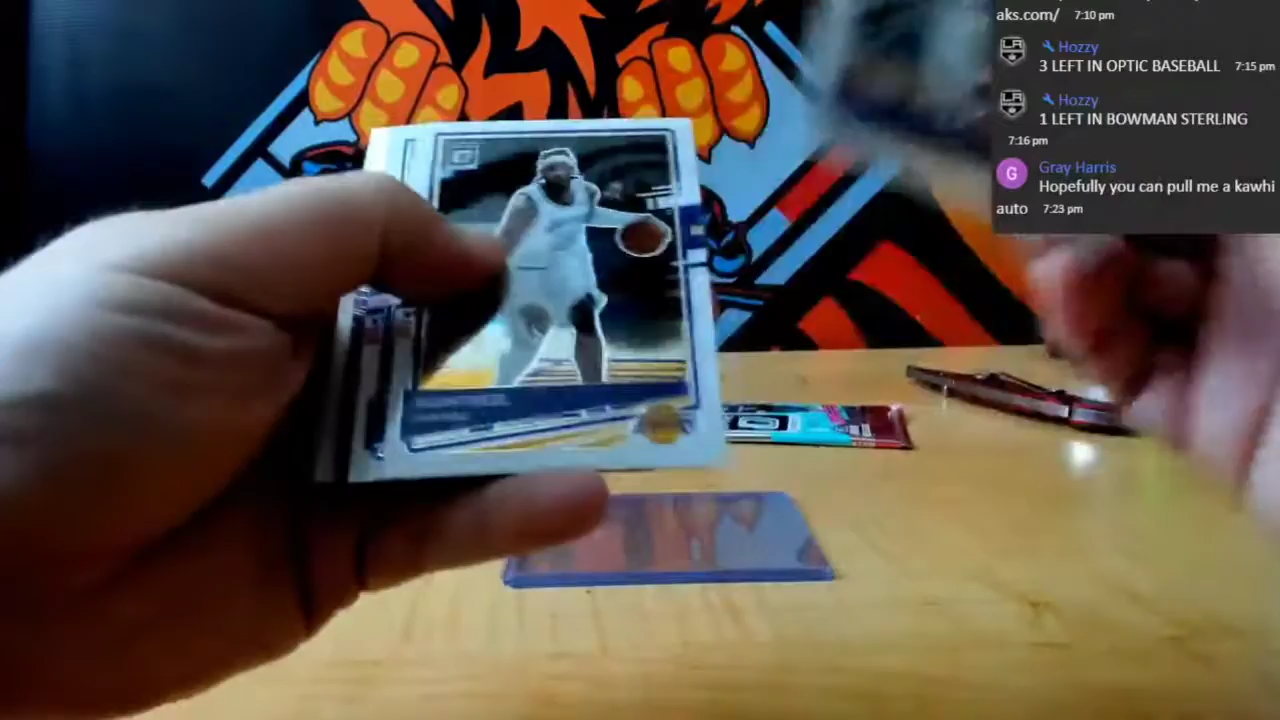 aks.com/ 7:10 pm
Hozzy
3 LEFT IN OPTIC BASEBALL 7:15 pm
Hozzy
1 LEFT IN BOWMAN STERLING
7:16 pm
G Gray Harris
Hopefully you can pull me a kawhi
auto 7:23 pm